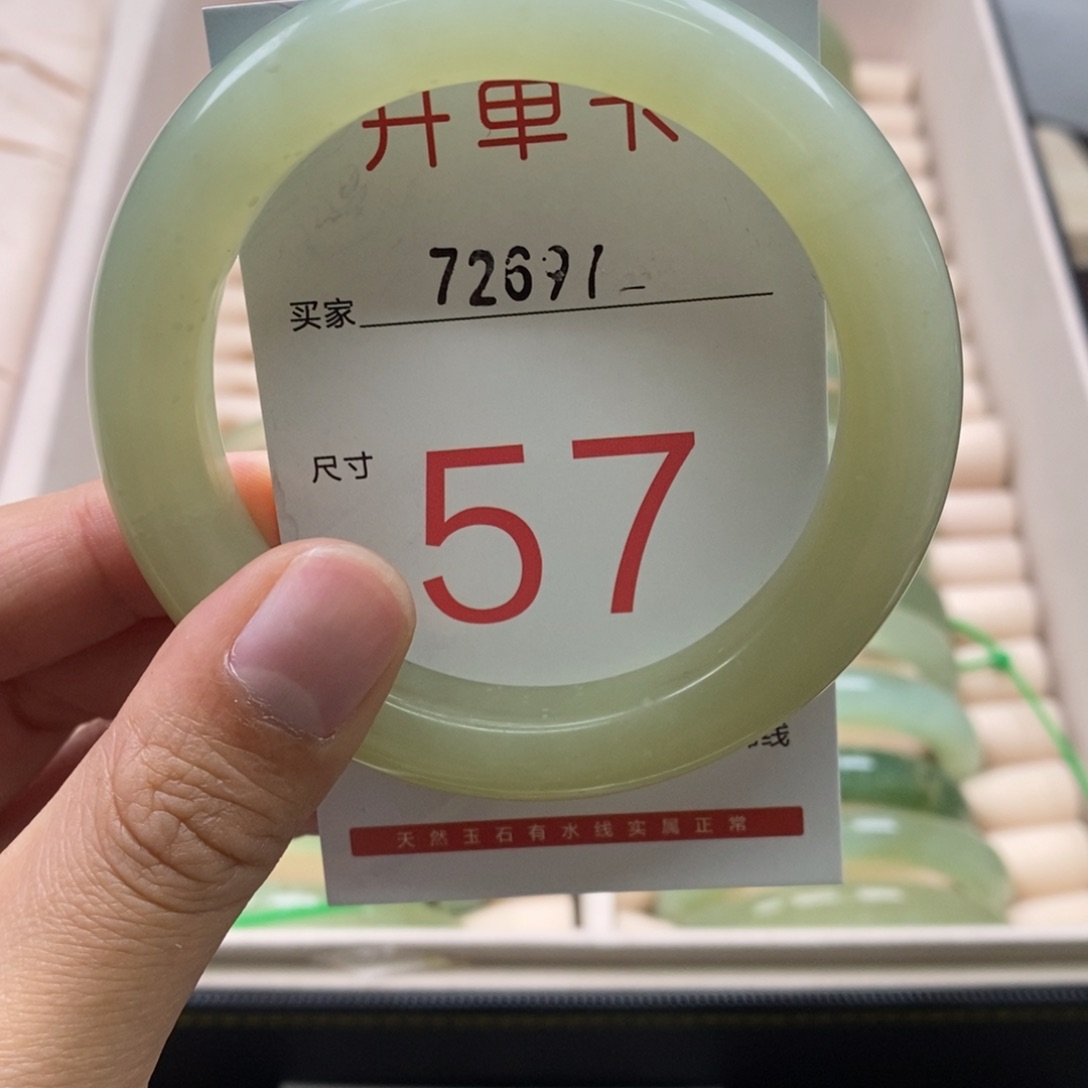 开单卡
买家 72691
尺寸 57
线
天然玉石有水线实属正常